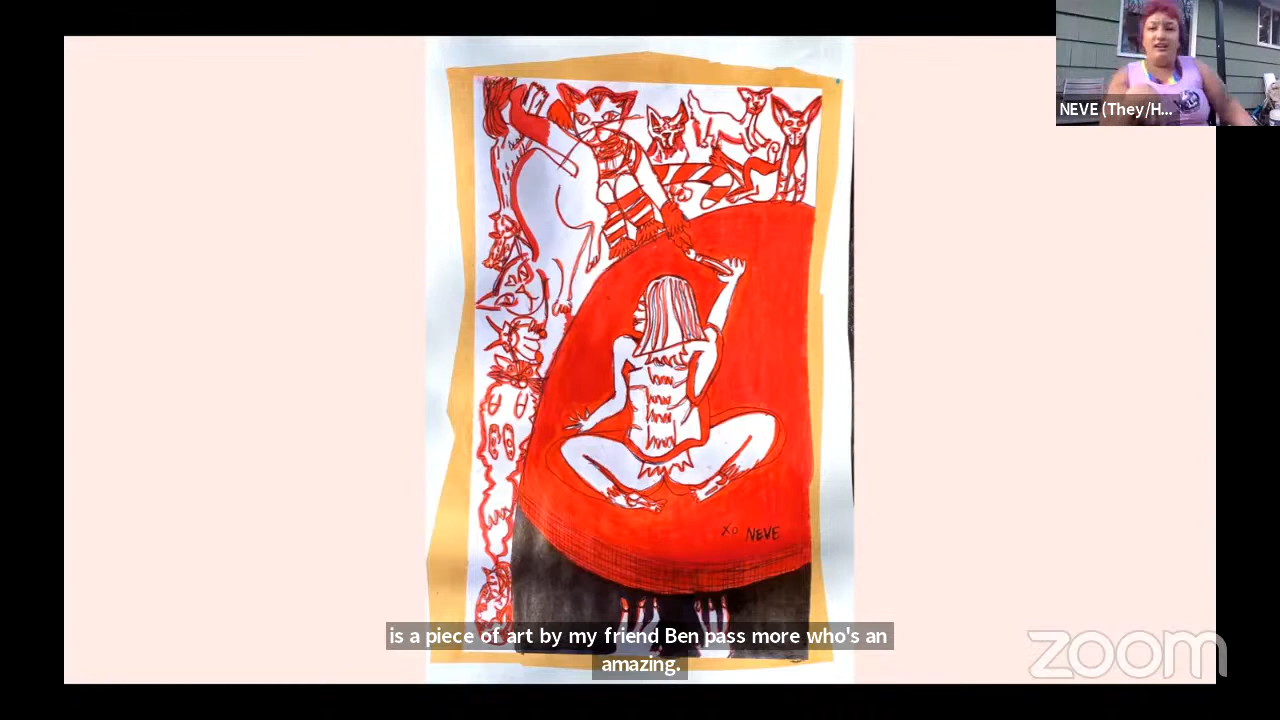 NEVE (They/H...
xo NEVE
is a piece of art by my friend Ben pass more who's an
amazing.
zoom